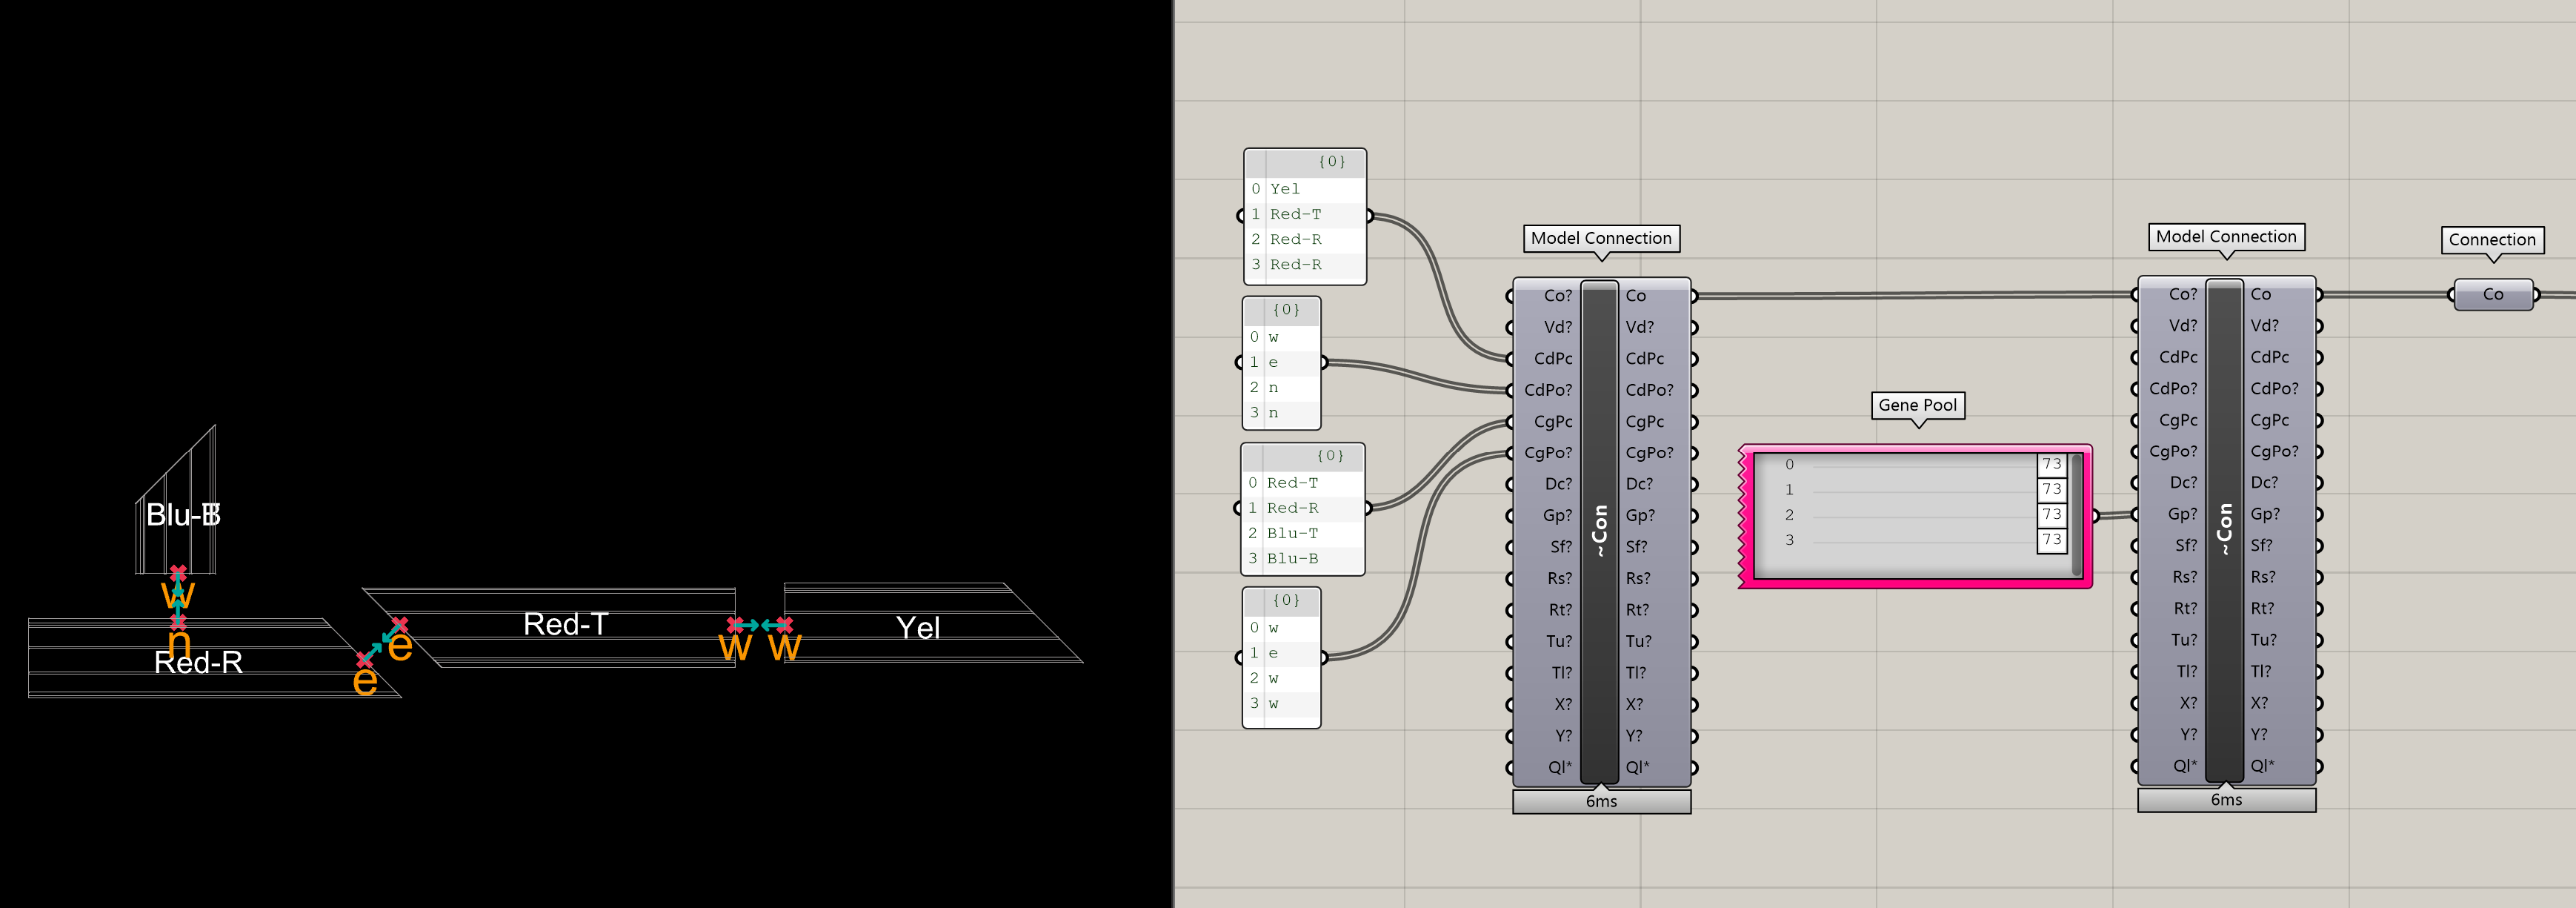 Blu-B
w
n
Red-R
e
e
Red-T
w
w
Yel
{0}
0 Yel
1 Red-T
2 Red-R
3 Red-R
{0}
0 w
1 e
2 n
3 n
{0}
0 Red-T
1 Red-R
2 Blu-T
3 Blu-B
{0}
0 w
1 e
2 w
3 w
Model Connection
Co? Co
Vd? Vd?
CdPc CdPc
CdPo? CdPo?
CgPc CgPc
CgPo? CgPo?
Dc? Dc?
Gp? Gp?
Sf? Sf?
Rs? Rs?
Rt? Rt?
Tu? Tu?
Tl? Tl?
X? X?
Y? Y?
Ql* Ql*
~Con
6ms
Gene Pool
0 73
1 73
2 73
3 73
Model Connection
Co? Co
Vd? Vd?
CdPc CdPc
CdPo? CdPo?
CgPc CgPc
CgPo? CgPo?
Dc? Dc?
Gp? Gp?
Sf? Sf?
Rs? Rs?
Rt? Rt?
Tu? Tu?
Tl? Tl?
X? X?
Y? Y?
Ql* Ql*
~Con
6ms
Connection
Co